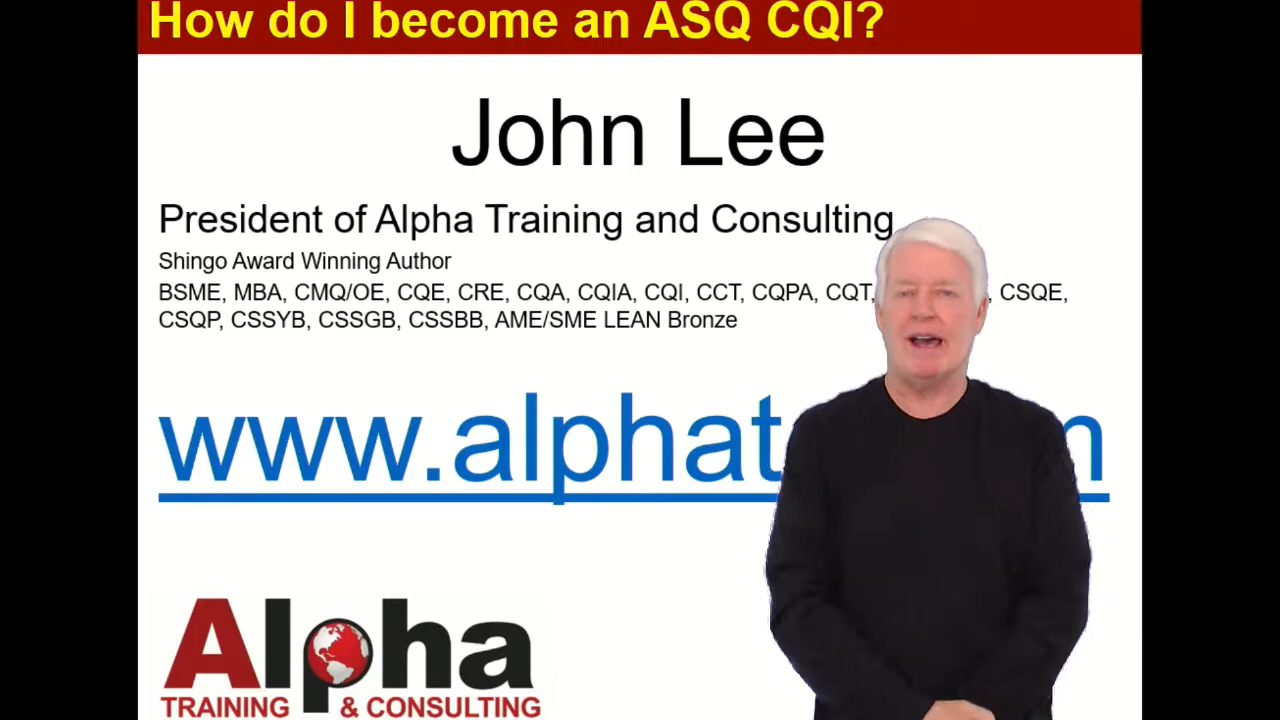 How do I become an ASQ CQI?
John Lee
President of Alpha Training and Consulting
Shingo Award Winning Author
BSME, MBA, CMQ/OE, CQE, CRE, CQA, CQIA, CQI, CCT, CQPA, CQT, CSQE,
CSQP, CSSYB, CSSGB, CSSBB, AME/SME LEAN Bronze
Alpha
TRAINING & CONSULTING